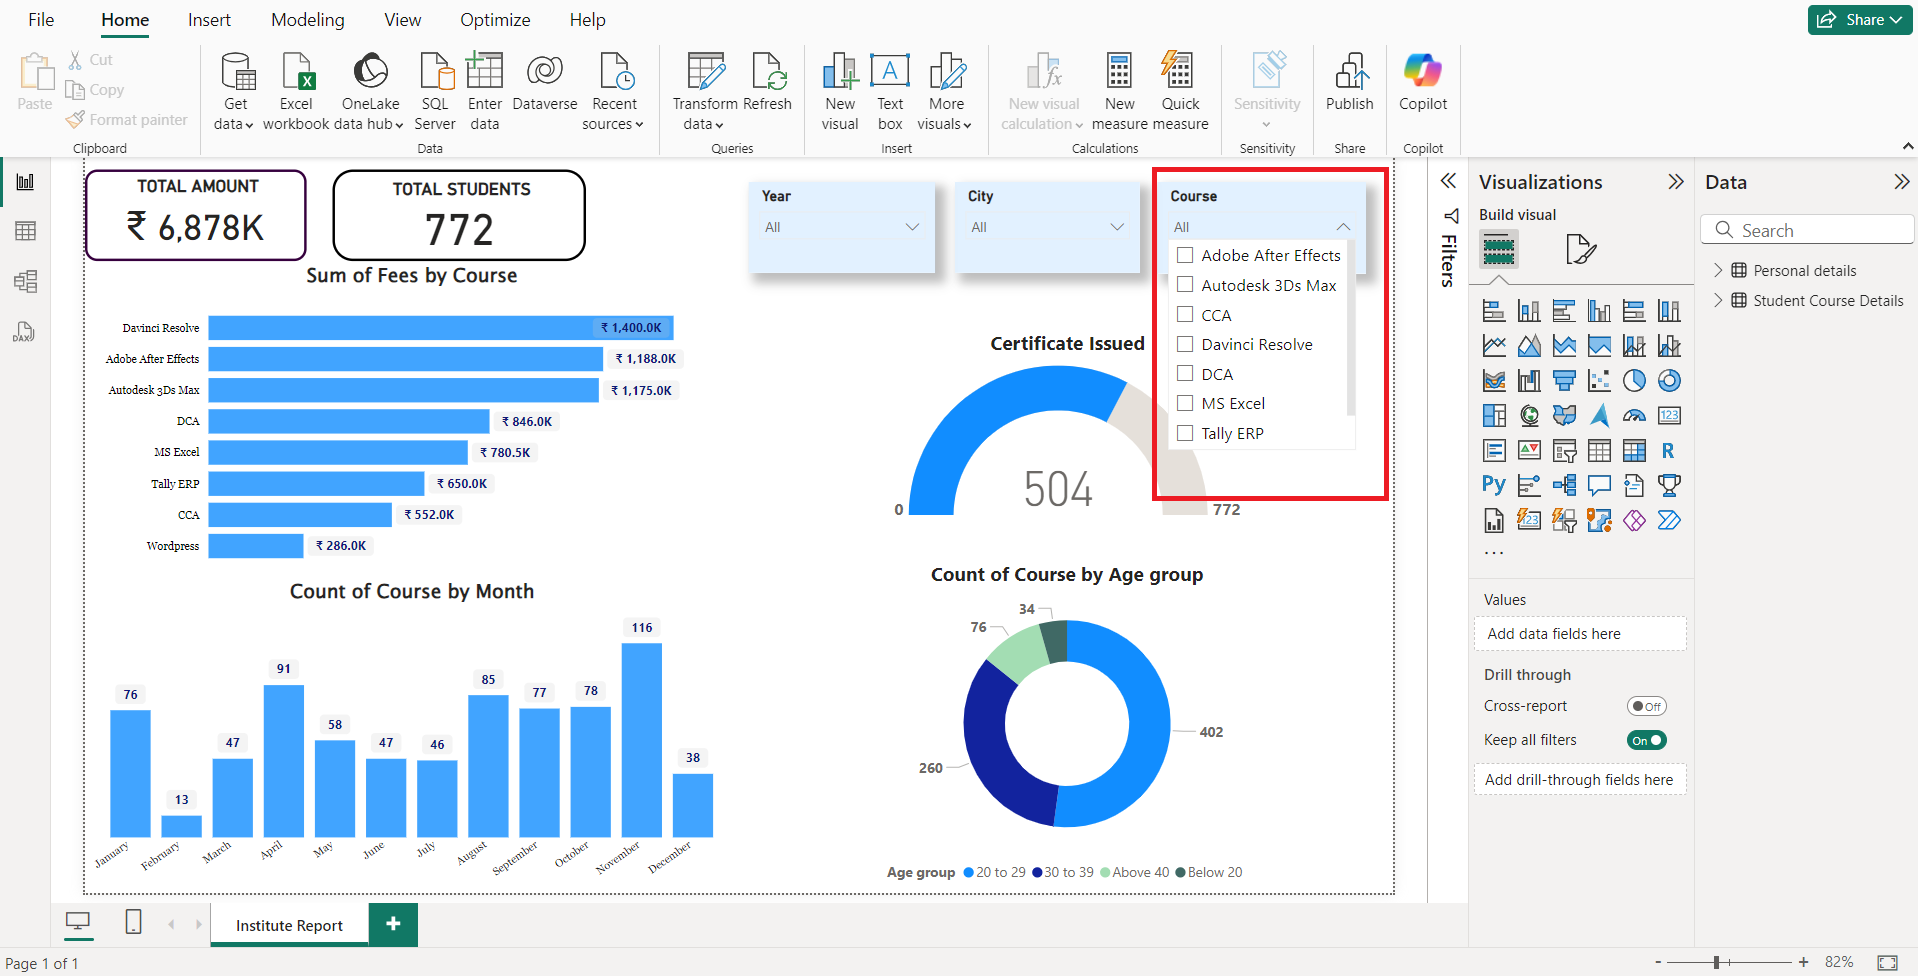 File Home Insert Modeling View Optimize Help
Share
Paste
Cut
Copy
Format painter
Clipboard
Get data
Excel workbook
OneLake data hub
SQL Server
Enter data
Dataverse
Recent sources
Data
Transform data
Refresh
Queries
New visual
Text box
More visuals
Insert
New visual calculation
New measure
Quick measure
Calculations
Sensitivity
Sensitivity
Publish
Share
Copilot
Copilot
TOTAL AMOUNT
₹ 6,878K
TOTAL STUDENTS
772
Year
All
City
All
Course
All
Adobe After Effects
Autodesk 3Ds Max
CCA
Davinci Resolve
DCA
MS Excel
Tally ERP
Sum of Fees by Course
Davinci Resolve ₹ 1,400.0K
Adobe After Effects ₹ 1,188.0K
Autodesk 3Ds Max ₹ 1,175.0K
DCA ₹ 846.0K
MS Excel ₹ 780.5K
Tally ERP ₹ 650.0K
CCA ₹ 552.0K
Wordpress ₹ 286.0K
Certificate Issued
504
0
772
Count of Course by Month
76 13 47 91 58 47 46 85 77 78 116 38
January February March April May June July August September October November December
Count of Course by Age group
34
76
402
260
Age group 20 to 29 30 to 39 Above 40 Below 20
Filters
Visualizations
Build visual
123
R
Py
123
...
Values
Add data fields here
Drill through
Cross-report Off
Keep all filters On
Add drill-through fields here
Data
Search
Personal details
Student Course Details
DAX
Institute Report
+
Page 1 of 1
- + 82%